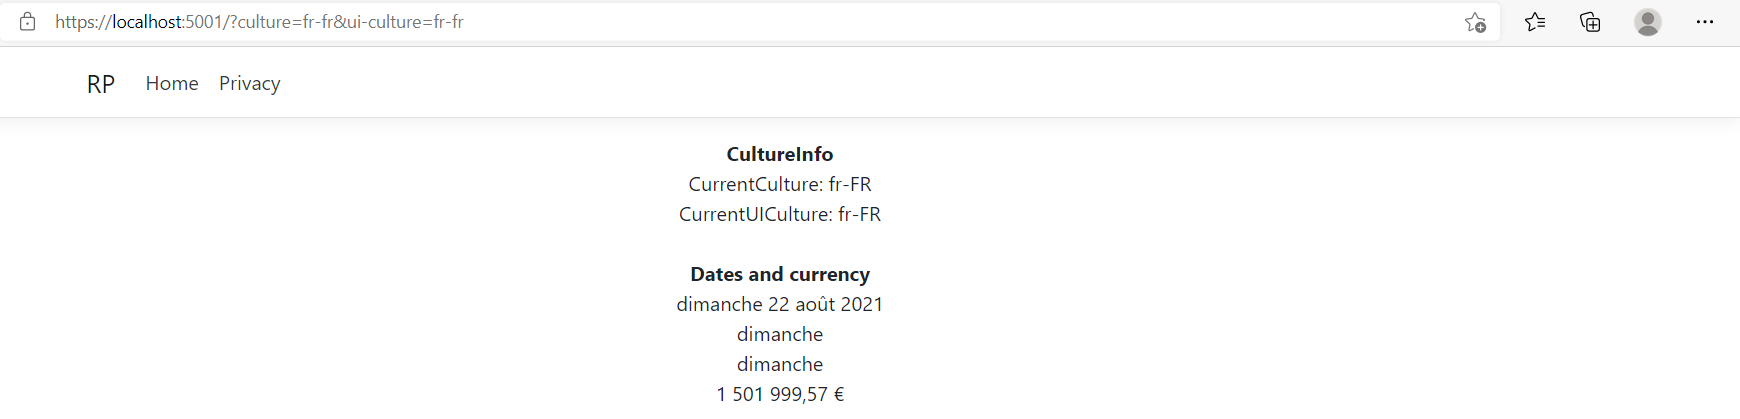 https://localhost:5001/?culture=fr-fr&ui-culture=fr-fr
RP Home Privacy
CultureInfo
CurrentCulture: fr-FR
CurrentUICulture: fr-FR
Dates and currency
dimanche 22 août 2021
dimanche
dimanche
1 501 999,57 €